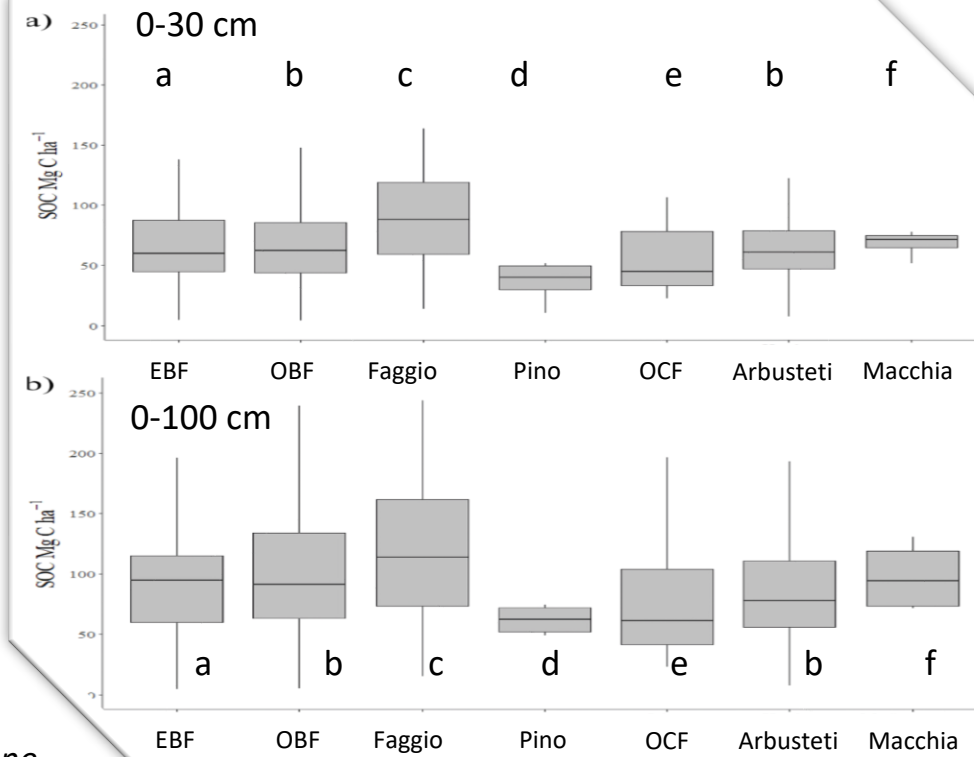 a)
0-30 cm
a b c d e b f
250
200
150
100
50
0
SOC Mg C ha⁻¹
EBF OBF Faggio Pino OCF Arbusteti Macchia
b)
0-100 cm
250
200
150
100
50
SOC Mg C ha⁻¹
a b c d e b f
EBF OBF Faggio Pino OCF Arbusteti Macchia